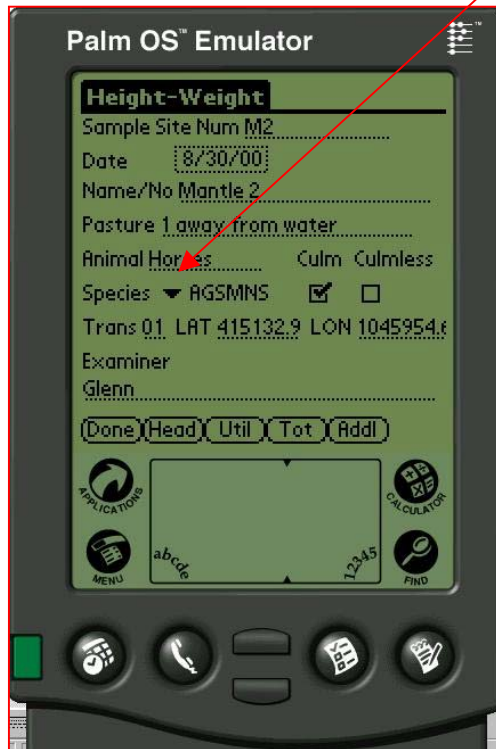 Palm OS™ Emulator
Height-Weight
Sample Site Num M2
Date 8/30/00
Name/No Mantle 2
Pasture 1 away from water
Animal Horses Culm Culmless
Species AGSMNS
Trans 01 LAT 415132.9 LON 1045954.6
Examiner
Glenn
Done Head Util Tot Addl
APPLICATIONS CALCULATOR
MENU abcde 12345 FIND